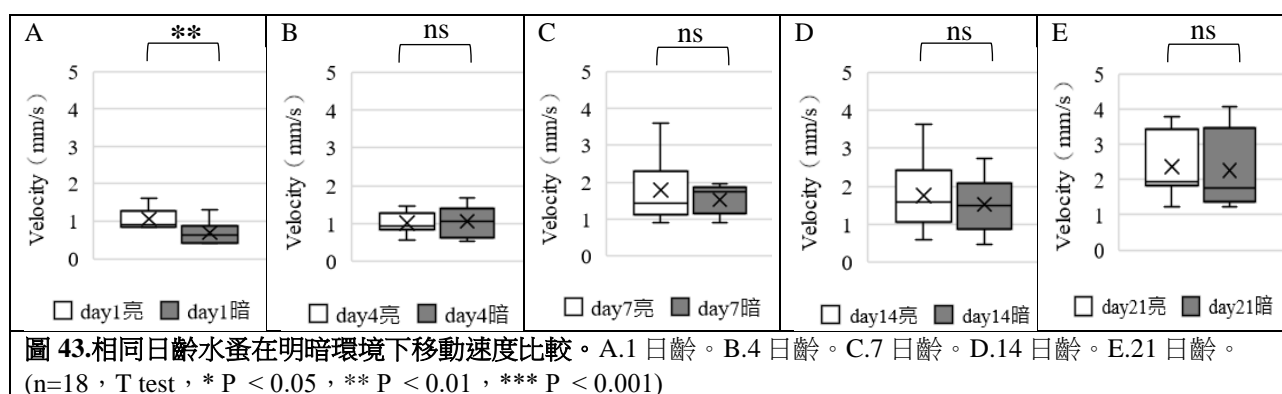 A
**
Velocity（mm/s）
5
4
3
2
1
0
day1亮 day1暗
B
ns
Velocity（mm/s）
5
4
3
2
1
0
day4亮 day4暗
C
ns
Velocity（mm/s）
5
4
3
2
1
0
day7亮 day7暗
D
ns
Velocity（mm/s）
5
4
3
2
1
0
day14亮 day14暗
E
ns
Velocity（mm/s）
5
4
3
2
1
0
day21亮 day21暗
圖 43.相同日齡水蚤在明暗環境下移動速度比較。A.1 日齡。B.4 日齡。C.7 日齡。D.14 日齡。E.21 日齡。
(n=18，T test，* P < 0.05，** P < 0.01，*** P < 0.001)